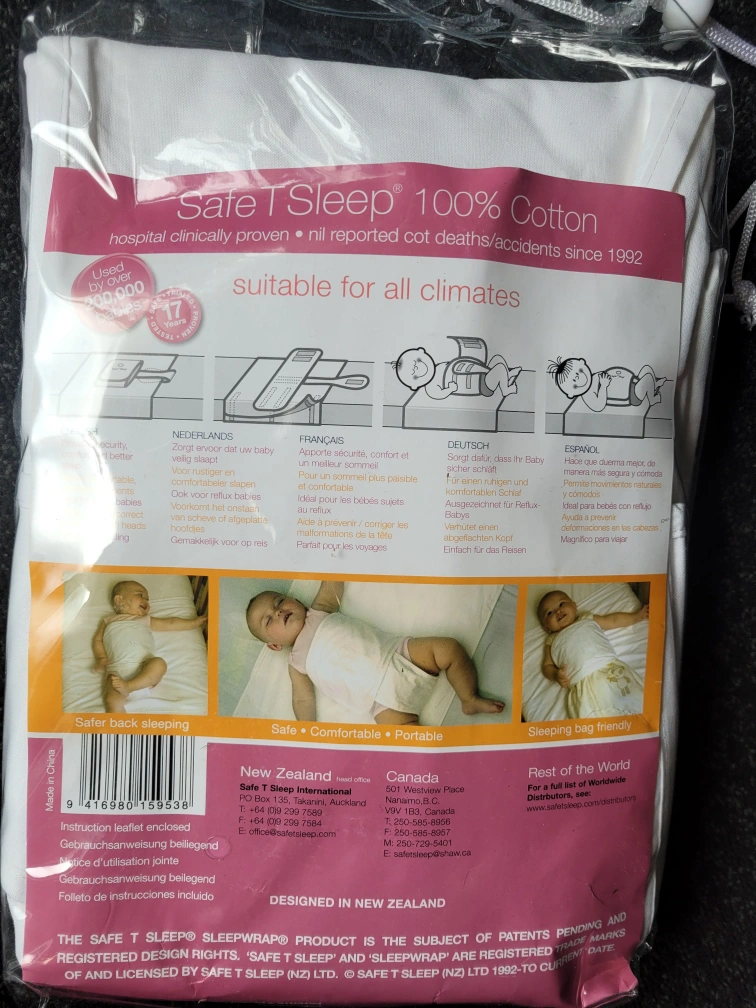 Safe T Sleep® 100% Cotton
hospital clinically proven • nil reported cot deaths/accidents since 1992
Used
by over
17
Years
suitable for all climates
security,
better
babies
NEDERLANDS
Zorgt ervoor dat uw baby
veilig slaapt
Voor rustiger en
comfortabeler slapen
Ook voor reflux babies
Voorkomt het onstaan
van scheve of afgeplatte
hoofdjes
Gemakkelijk voor op reis
FRANÇAIS
Apporte sécurité, confort et
un meilleur sommeil
Pour un sommeil plus paisible
et confortable
Idéal pour les bébés sujets
au reflux
Aide à prévenir / corriger les
malformations de la tête
Parfait pour les voyages
DEUTSCH
Sorgt dafür, dass Ihr Baby
sicher schläft
Für einen ruhigen und
komfortablen Schlaf
Ausgezeichnet für Reflux-
Babys
Verhütet einen
abgeflachten Kopf
Einfach für das Reisen
ESPAÑOL
Hace que duerma mejor, de
manera más segura y cómoda
Permite movimientos naturales
y cómodos
Ideal para bebés con reflujo
Ayuda a prevenir
deformaciones en las cabezas
Magnífico para viajar
Safer back sleeping
Safe • Comfortable • Portable
Sleeping bag friendly
Made in China
9 416980 159538
Instruction leaflet enclosed
Gebrauchsanweisung beiliegend
Notice d'utilisation jointe
Gebrauchsanweisung beilegend
Folleto de instrucciones incluido
New Zealand head office
Safe T Sleep International
PO Box 135, Takanini, Auckland
T: +64 (0)9 299 7589
F: +64 (0)9 299 7584
E: office@safetsleep.com
Canada
501 Westview Place
Nanaimo,B.C.
V9V 1B3, Canada
T: 250-585-8956
F: 250-585-8957
M: 250-729-5401
E: safetsleep@shaw.ca
Rest of the World
For a full list of Worldwide
Distrbutors, see:
www.safetsleep.com/distributors
DESIGNED IN NEW ZEALAND
THE SAFE T SLEEP® SLEEPWRAP® PRODUCT IS THE SUBJECT OF PATENTS PENDING AND
REGISTERED DESIGN RIGHTS. 'SAFE T SLEEP' AND 'SLEEPWRAP' ARE REGISTERED TRADE MARKS
OF AND LICENSED BY SAFE T SLEEP (NZ) LTD. © SAFE T SLEEP (NZ) LTD 1992-TO CURRENT DATE.